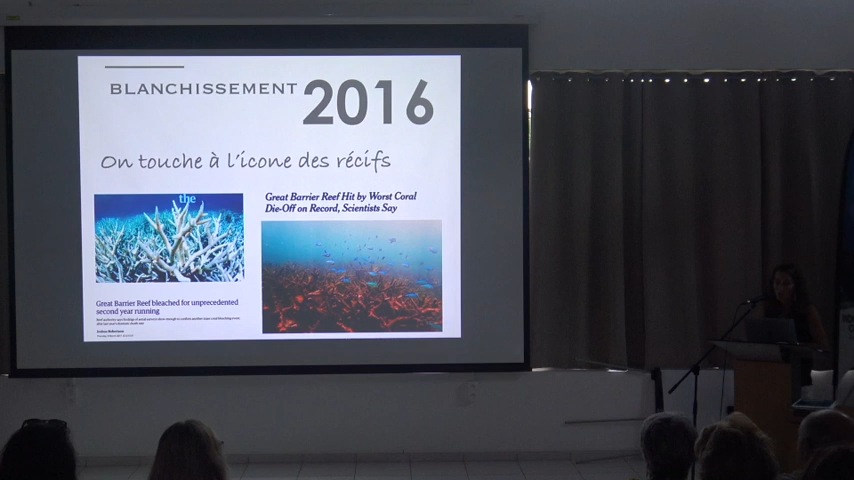 BLANCHISSEMENT 2016
On touche à l'icone des récifs
the
Great Barrier Reef bleached for unprecedented
second year running
Great Barrier Reef Hit by Worst Coral
Die-Off on Record, Scientists Say